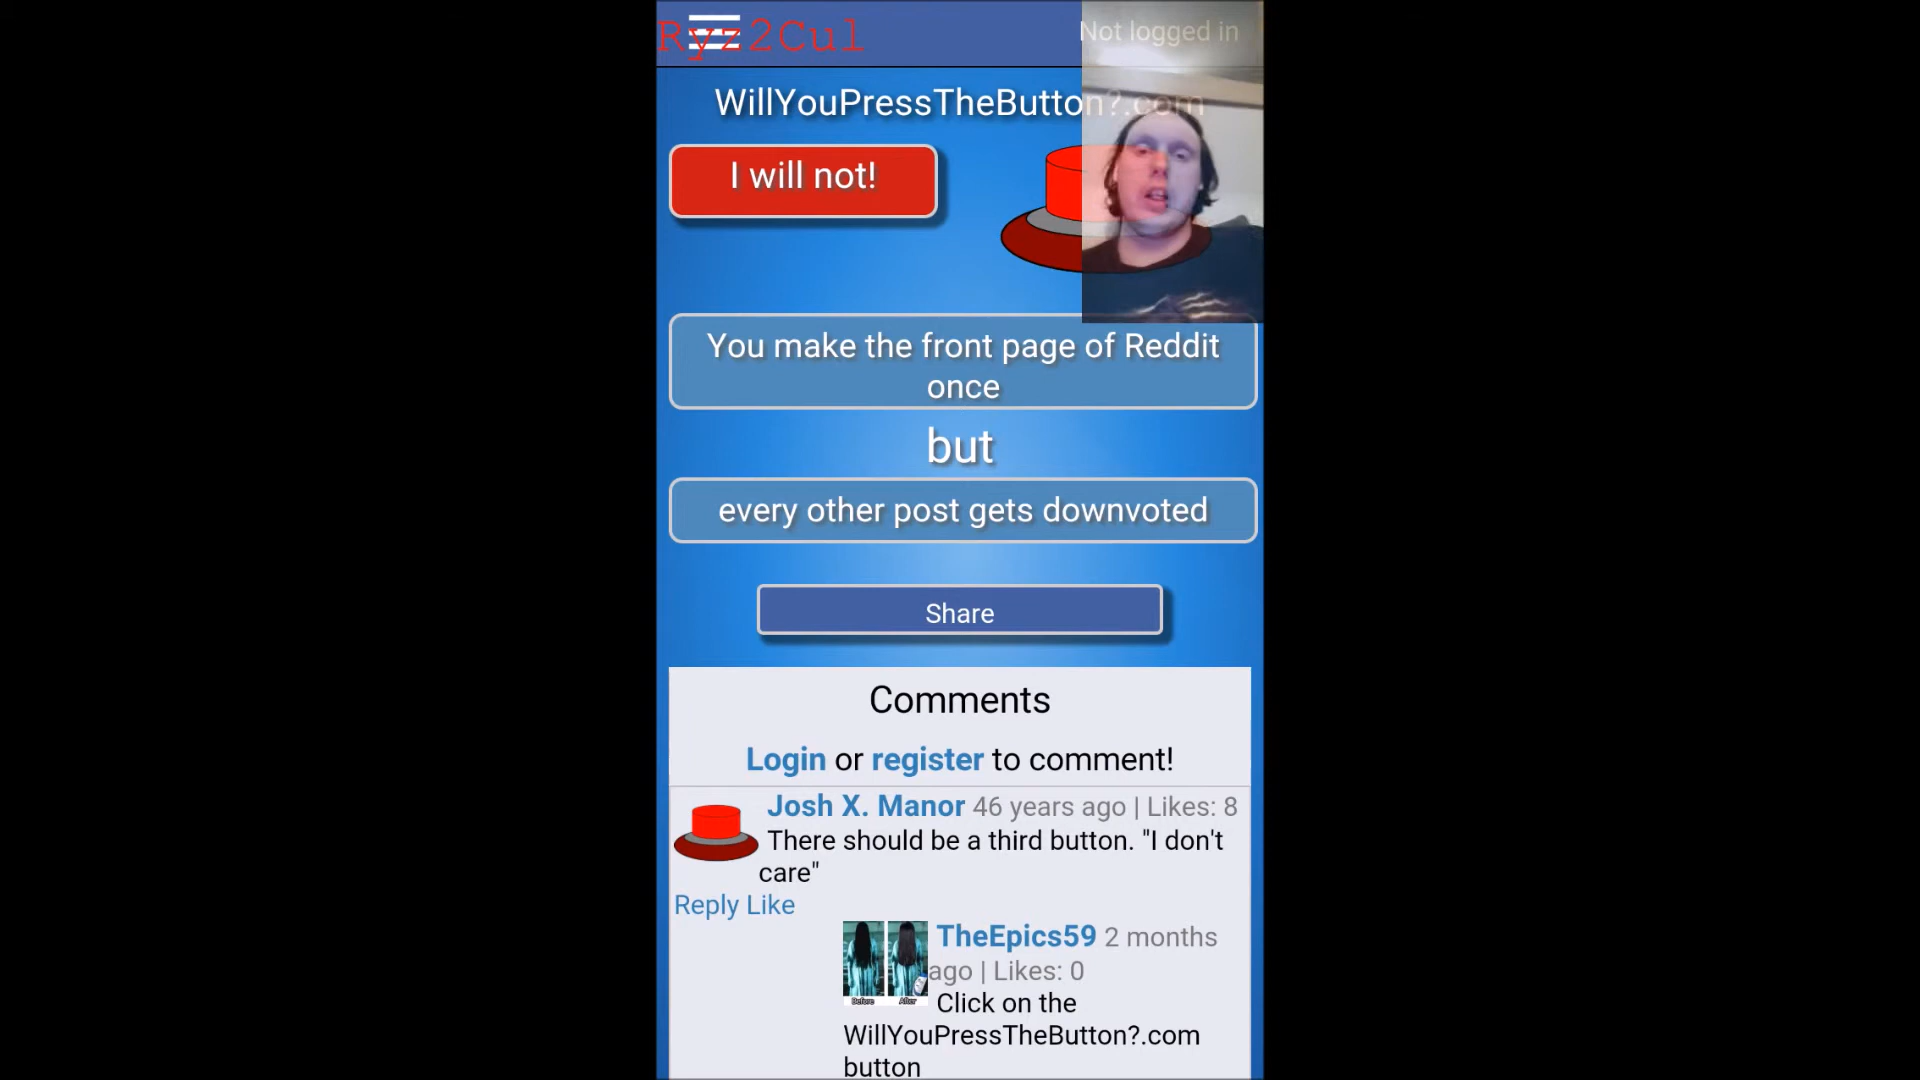 Ryz2Cul
Not logged in
WillYouPressTheButton?.com
I will not!
You make the front page of Reddit
once
but
every other post gets downvoted
Share
Comments
Login or register to comment!
Josh X. Manor 46 years ago | Likes: 8
There should be a third button. "I don't
care"
Reply Like
TheEpics59 2 months
ago | Likes: 0
Before After
Click on the
WillYouPressTheButton?.com
button